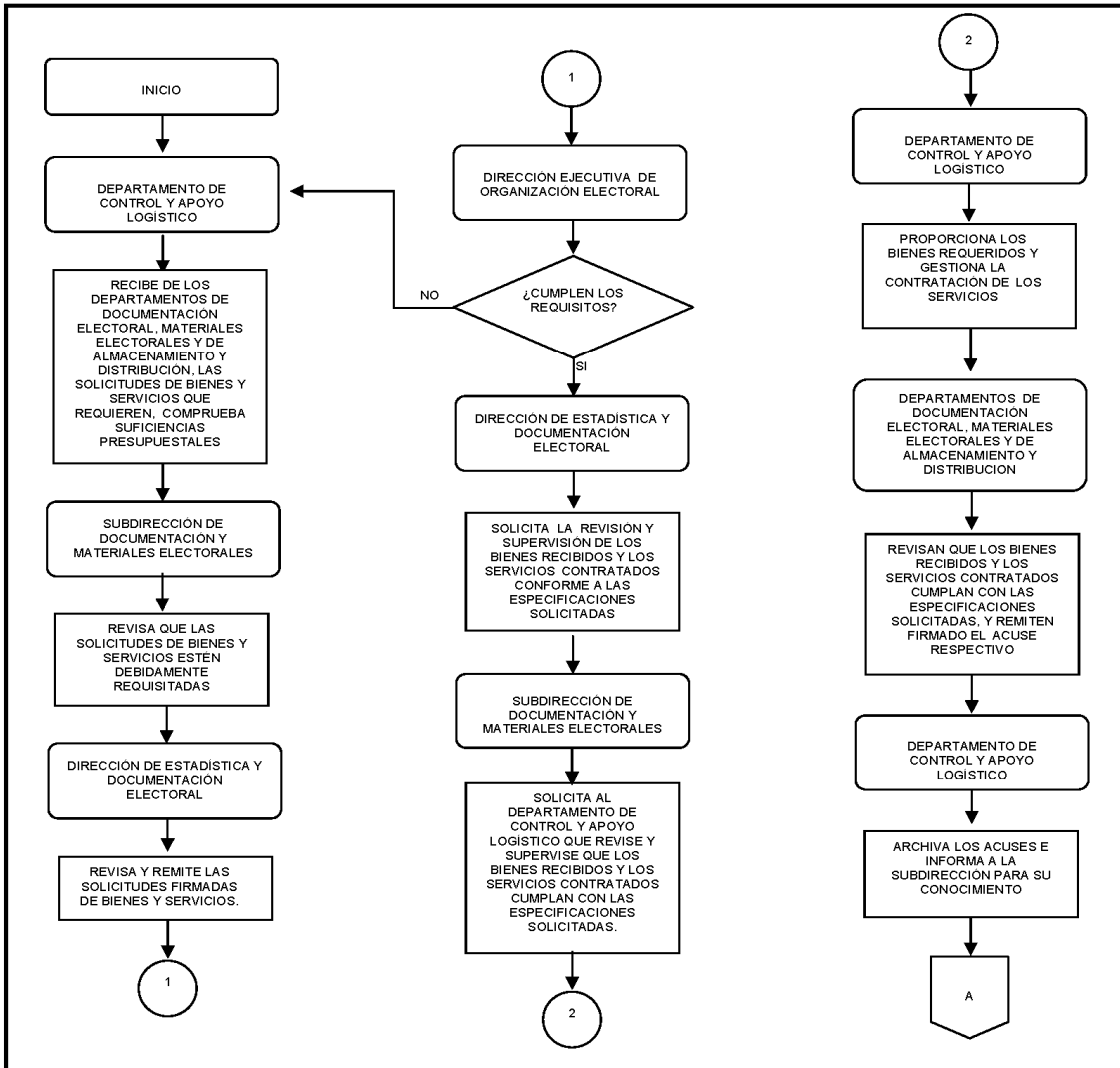 INICIO
DEPARTAMENTO DE
CONTROL Y APOYO
LOGÍSTICO
RECIBE DE LOS
DEPARTAMENTOS DE
DOCUMENTACIÓN
ELECTORAL, MATERIALES
ELECTORALES Y DE
ALMACENAMIENTO Y
DISTRIBUCIÓN, LAS
SOLICITUDES DE BIENES Y
SERVICIOS QUE
REQUIEREN, COMPRUEBA
SUFICIENCIAS
PRESUPUESTALES
SUBDIRECCIÓN DE
DOCUMENTACIÓN Y
MATERIALES ELECTORALES
REVISA QUE LAS
SOLICITUDES DE BIENES Y
SERVICIOS ESTÉN
DEBIDAMENTE
REQUISITADAS
DIRECCIÓN DE ESTADÍSTICA Y
DOCUMENTACIÓN
ELECTORAL
REVISA Y REMITE LAS
SOLICITUDES FIRMADAS
DE BIENES Y SERVICIOS.
1
1
DIRECCIÓN EJECUTIVA DE
ORGANIZACIÓN ELECTORAL
¿CUMPLEN LOS
REQUISITOS?
NO
SI
DIRECCIÓN DE ESTADÍSTICA Y
DOCUMENTACIÓN
ELECTORAL
SOLICITA LA REVISIÓN Y
SUPERVISIÓN DE LOS
BIENES RECIBIDOS Y LOS
SERVICIOS CONTRATADOS
CONFORME A LAS
ESPECIFICACIONES
SOLICITADAS
SUBDIRECCIÓN DE
DOCUMENTACIÓN Y
MATERIALES ELECTORALES
SOLICITA AL
DEPARTAMENTO DE
CONTROL Y APOYO
LOGÍSTICO QUE REVISE Y
SUPERVISE QUE LOS
BIENES RECIBIDOS Y LOS
SERVICIOS CONTRATADOS
CUMPLAN CON LAS
ESPECIFICACIONES
SOLICITADAS.
2
2
DEPARTAMENTO DE
CONTROL Y APOYO
LOGÍSTICO
PROPORCIONA LOS
BIENES REQUERIDOS Y
GESTIONA LA
CONTRATACIÓN DE LOS
SERVICIOS
DEPARTAMENTOS DE
DOCUMENTACIÓN
ELECTORAL, MATERIALES
ELECTORALES Y DE
ALMACENAMIENTO Y
DISTRIBUCION
REVISAN QUE LOS BIENES
RECIBIDOS Y LOS
SERVICIOS CONTRATADOS
CUMPLAN CON LAS
ESPECIFICACIONES
SOLICITADAS, Y REMITEN
FIRMADO EL ACUSE
RESPECTIVO
DEPARTAMENTO DE
CONTROL Y APOYO
LOGÍSTICO
ARCHIVA LOS ACUSES E
INFORMA A LA
SUBDIRECCIÓN PARA SU
CONOCIMIENTO
A